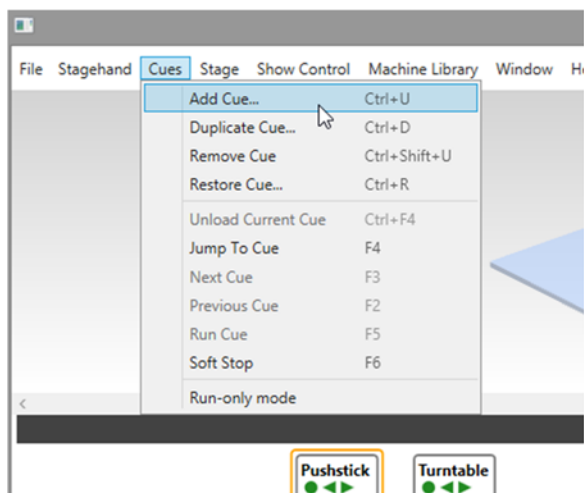 File Stagehand Cues Stage Show Control Machine Library Window
Add Cue... Ctrl+U
Duplicate Cue... Ctrl+D
Remove Cue Ctrl+Shift+U
Restore Cue... Ctrl+R
Unload Current Cue Ctrl+F4
Jump To Cue F4
Next Cue F3
Previous Cue F2
Run Cue F5
Soft Stop F6
Run-only mode
Pushstick Turntable